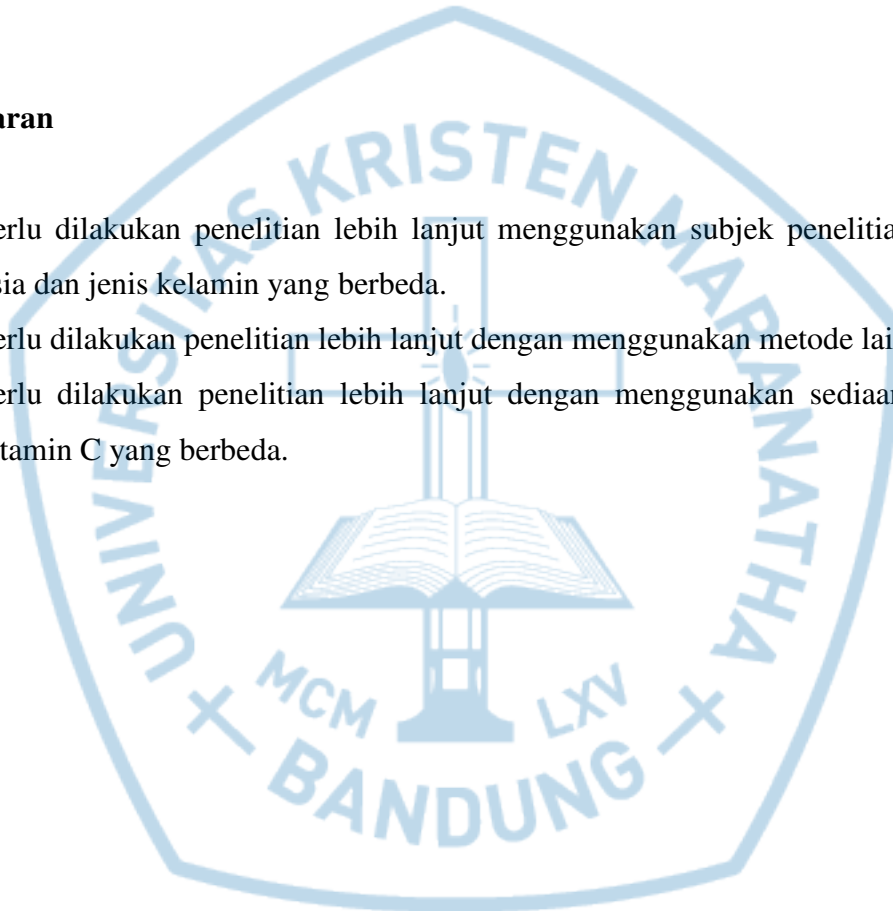 aran
erlu dilakukan penelitian lebih lanjut menggunakan subjek penelitia
sia dan jenis kelamin yang berbeda.
erlu dilakukan penelitian lebih lanjut dengan menggunakan metode lai
erlu dilakukan penelitian lebih lanjut dengan menggunakan sediaan
tamin C yang berbeda.
UNIVERSITAS KRISTEN MARANATHA
MCM LXV
BANDUNG